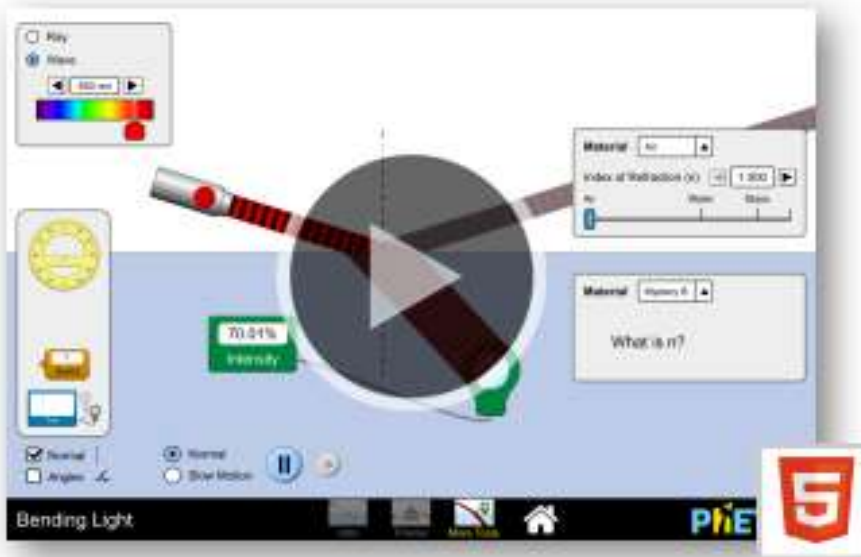 Ray
Wave
Material Air
Index of Refraction (n) 1.000
Air Water Glass
70.01%
Intensity
Material Mystery B
What is n?
Normal
Normal
Angles
Slow Motion
Bending Light
More Tools
PhET
5